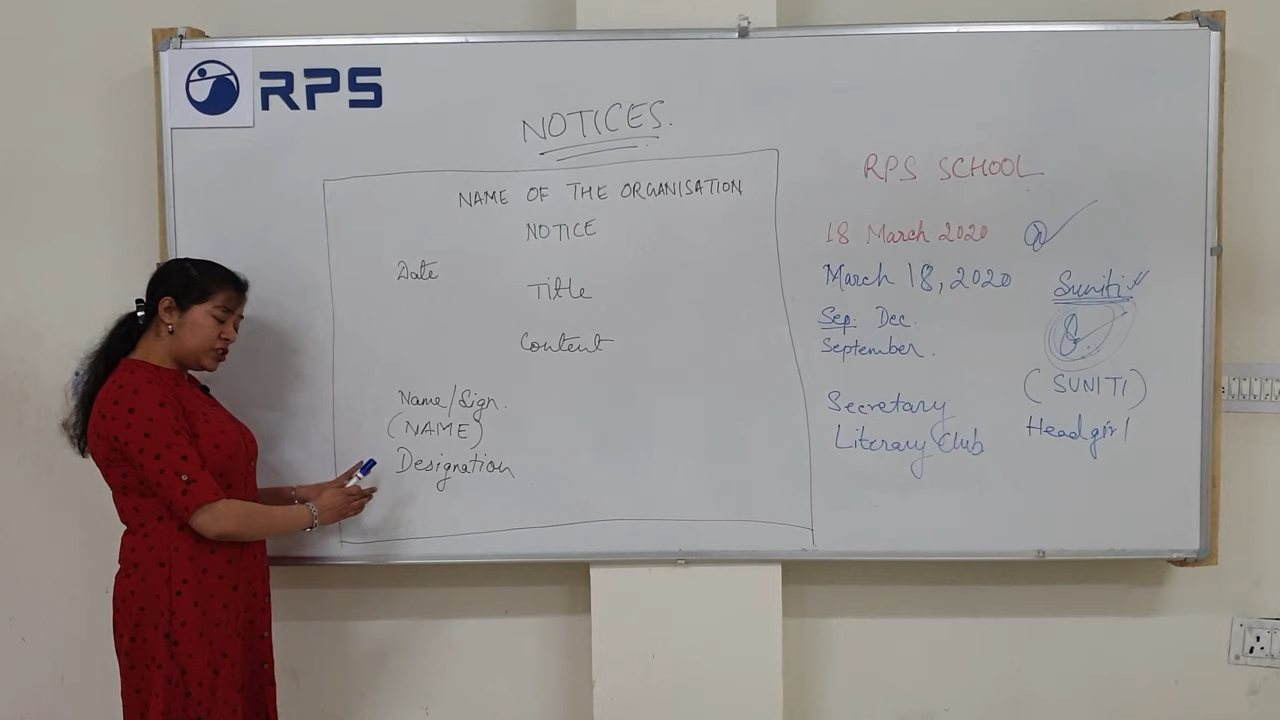 RPS
NOTICES.
NAME OF THE ORGANISATION
NOTICE
Date
Title
Content
Name/Sign.
(NAME)
Designation
RPS SCHOOL
18 March 2020
March 18, 2020
Sep. Dec.
September.
Secretary
Literary Club
Suniti
(SUNITI)
Headgirl